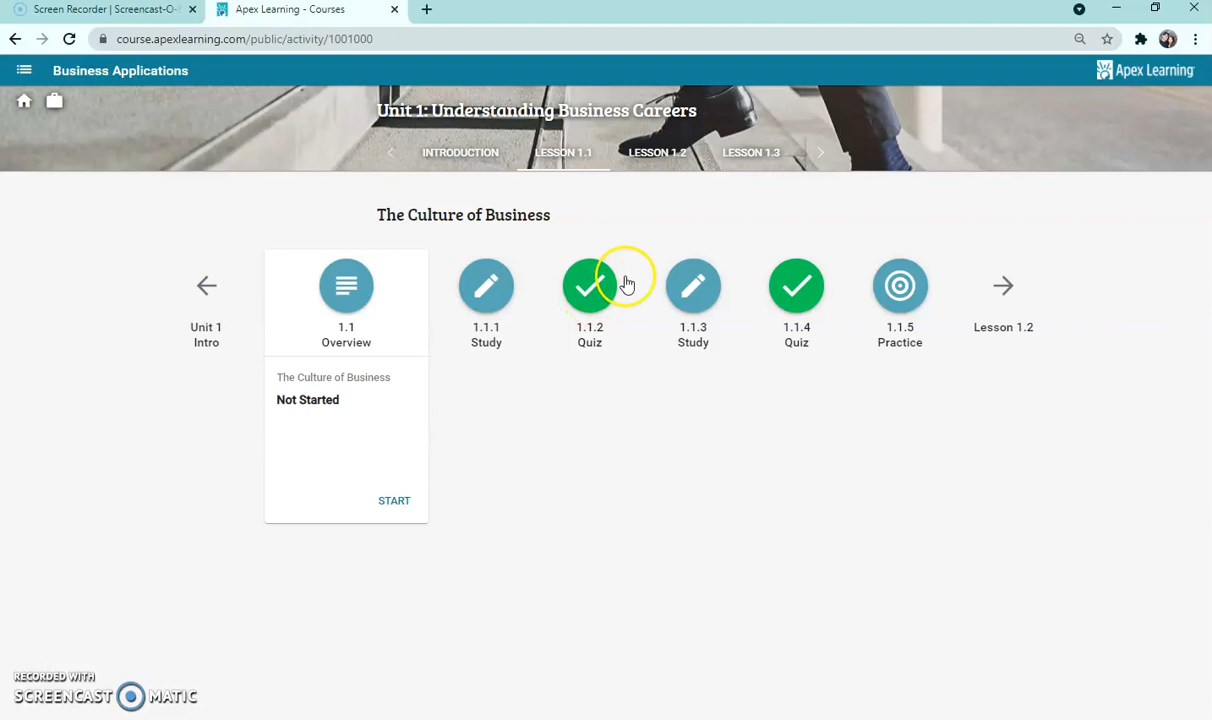 Screen Recorder | Screencast-O-
Apex Learning - Courses
course.apexlearning.com/public/activity/1001000
Business Applications
Apex Learning
Unit 1: Understanding Business Careers
INTRODUCTION
LESSON 1.1
LESSON 1.2
LESSON 1.3
The Culture of Business
Unit 1
Intro
1.1
Overview
1.1.1
Study
1.1.2
Quiz
1.1.3
Study
1.1.4
Quiz
1.1.5
Practice
Lesson 1.2
The Culture of Business
Not Started
START
RECORDED WITH
SCREENCAST MATIC